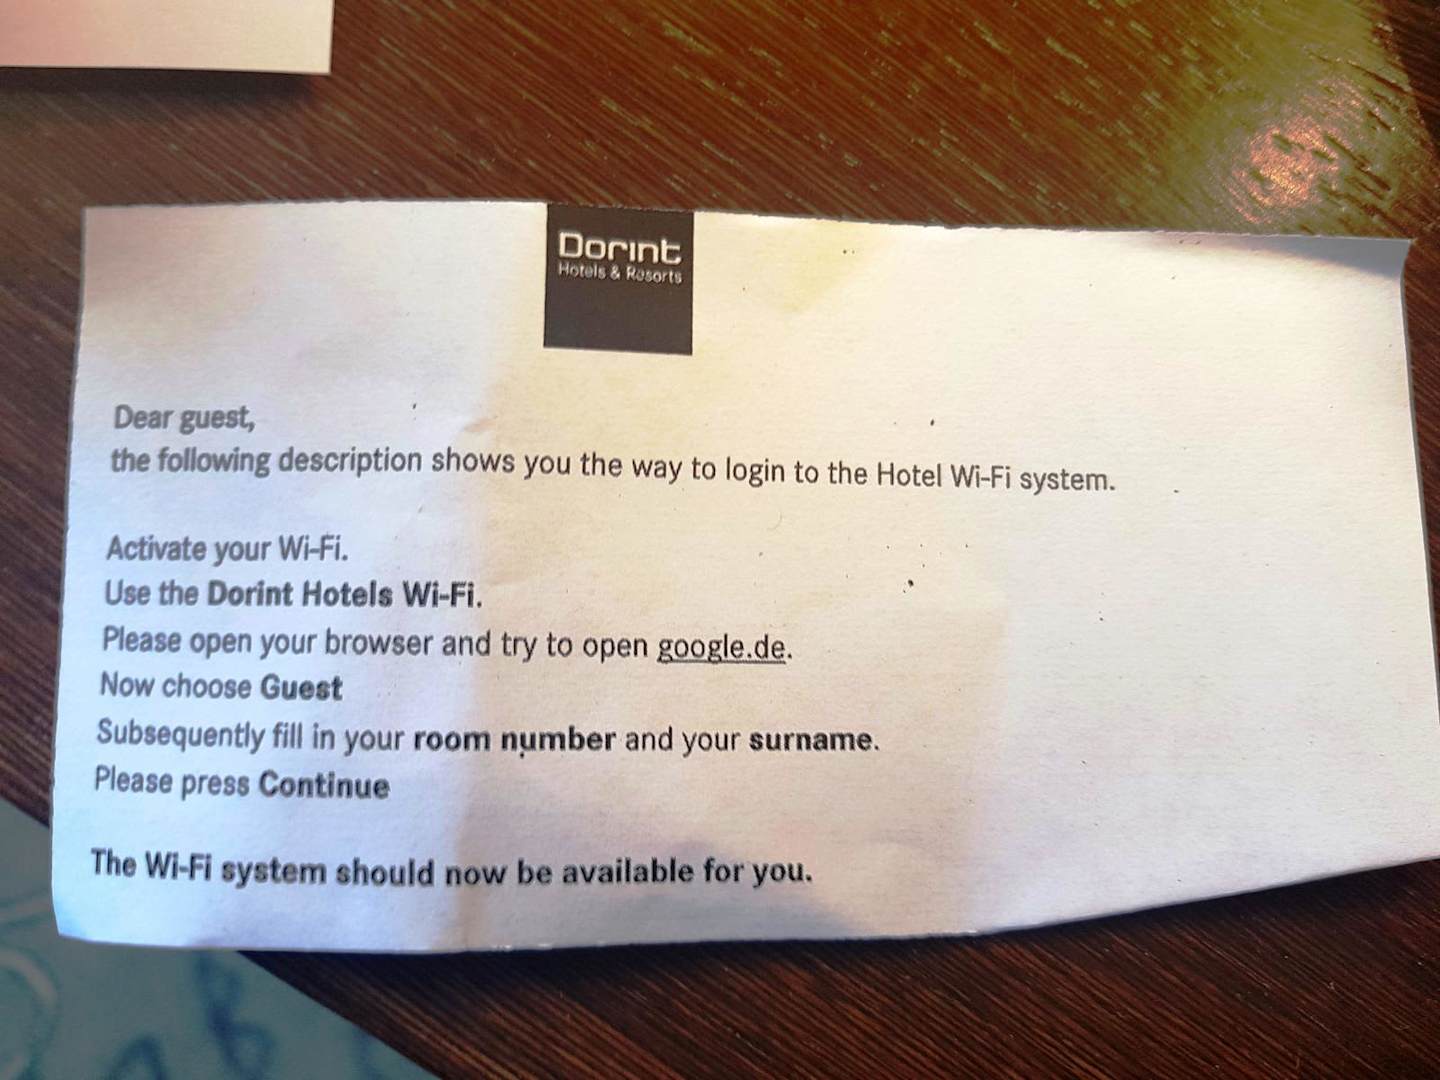 Dorint
Hotels & Resorts
Dear guest,
the following description shows you the way to login to the Hotel Wi-Fi system.
Activate your Wi-Fi.
Use the Dorint Hotels Wi-Fi.
Please open your browser and try to open google.de.
Now choose Guest
Subsequently fill in your room number and your surname.
Please press Continue
The Wi-Fi system should now be available for you.